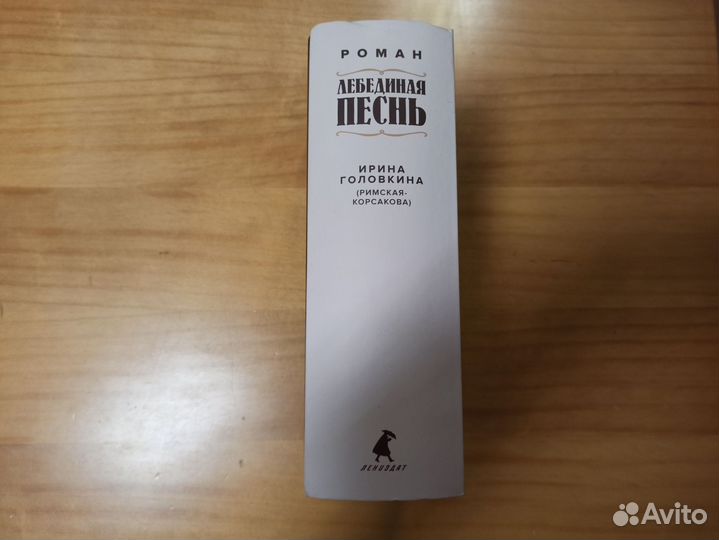 РОМАН
ЛЕБЕДИНАЯ
ПЕСНЬ
ИРИНА
ГОЛОВКИНА
(РИМСКАЯ-
КОРСАКОВА)
ЛЕНИЗДАТ
Avito